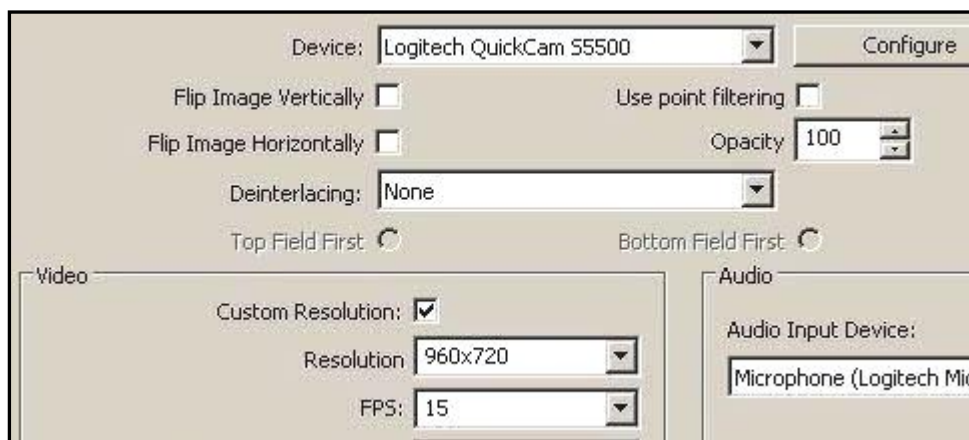 Device: Logitech QuickCam S5500 Configure
Flip Image Vertically Use point filtering
Flip Image Horizontally Opacity 100
Deinterlacing: None
Top Field First Bottom Field First
Video Audio
Custom Resolution:
Audio Input Device:
Resolution 960x720
Microphone (Logitech Mic
FPS: 15